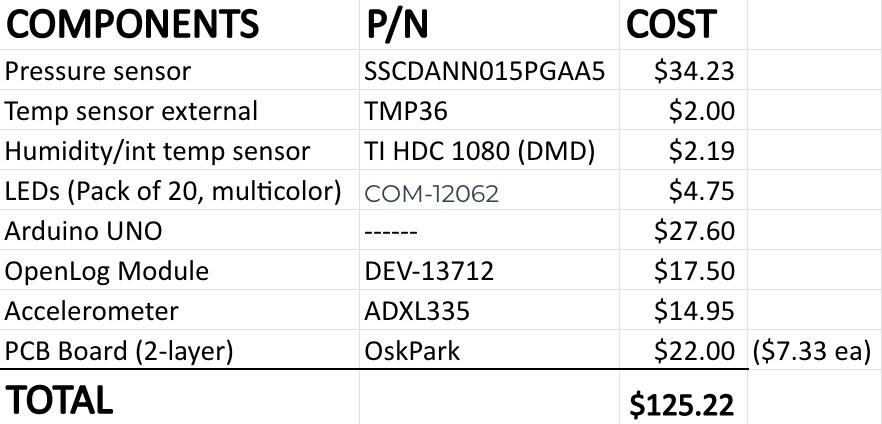 COMPONENTS P/N COST
Pressure sensor SSCDANN015PGAA5 $34.23
Temp sensor external TMP36 $2.00
Humidity/int temp sensor TI HDC 1080 (DMD) $2.19
LEDs (Pack of 20, multicolor) COM-12062 $4.75
Arduino UNO ------ $27.60
OpenLog Module DEV-13712 $17.50
Accelerometer ADXL335 $14.95
PCB Board (2-layer) OskPark $22.00 ($7.33 ea)
TOTAL $125.22